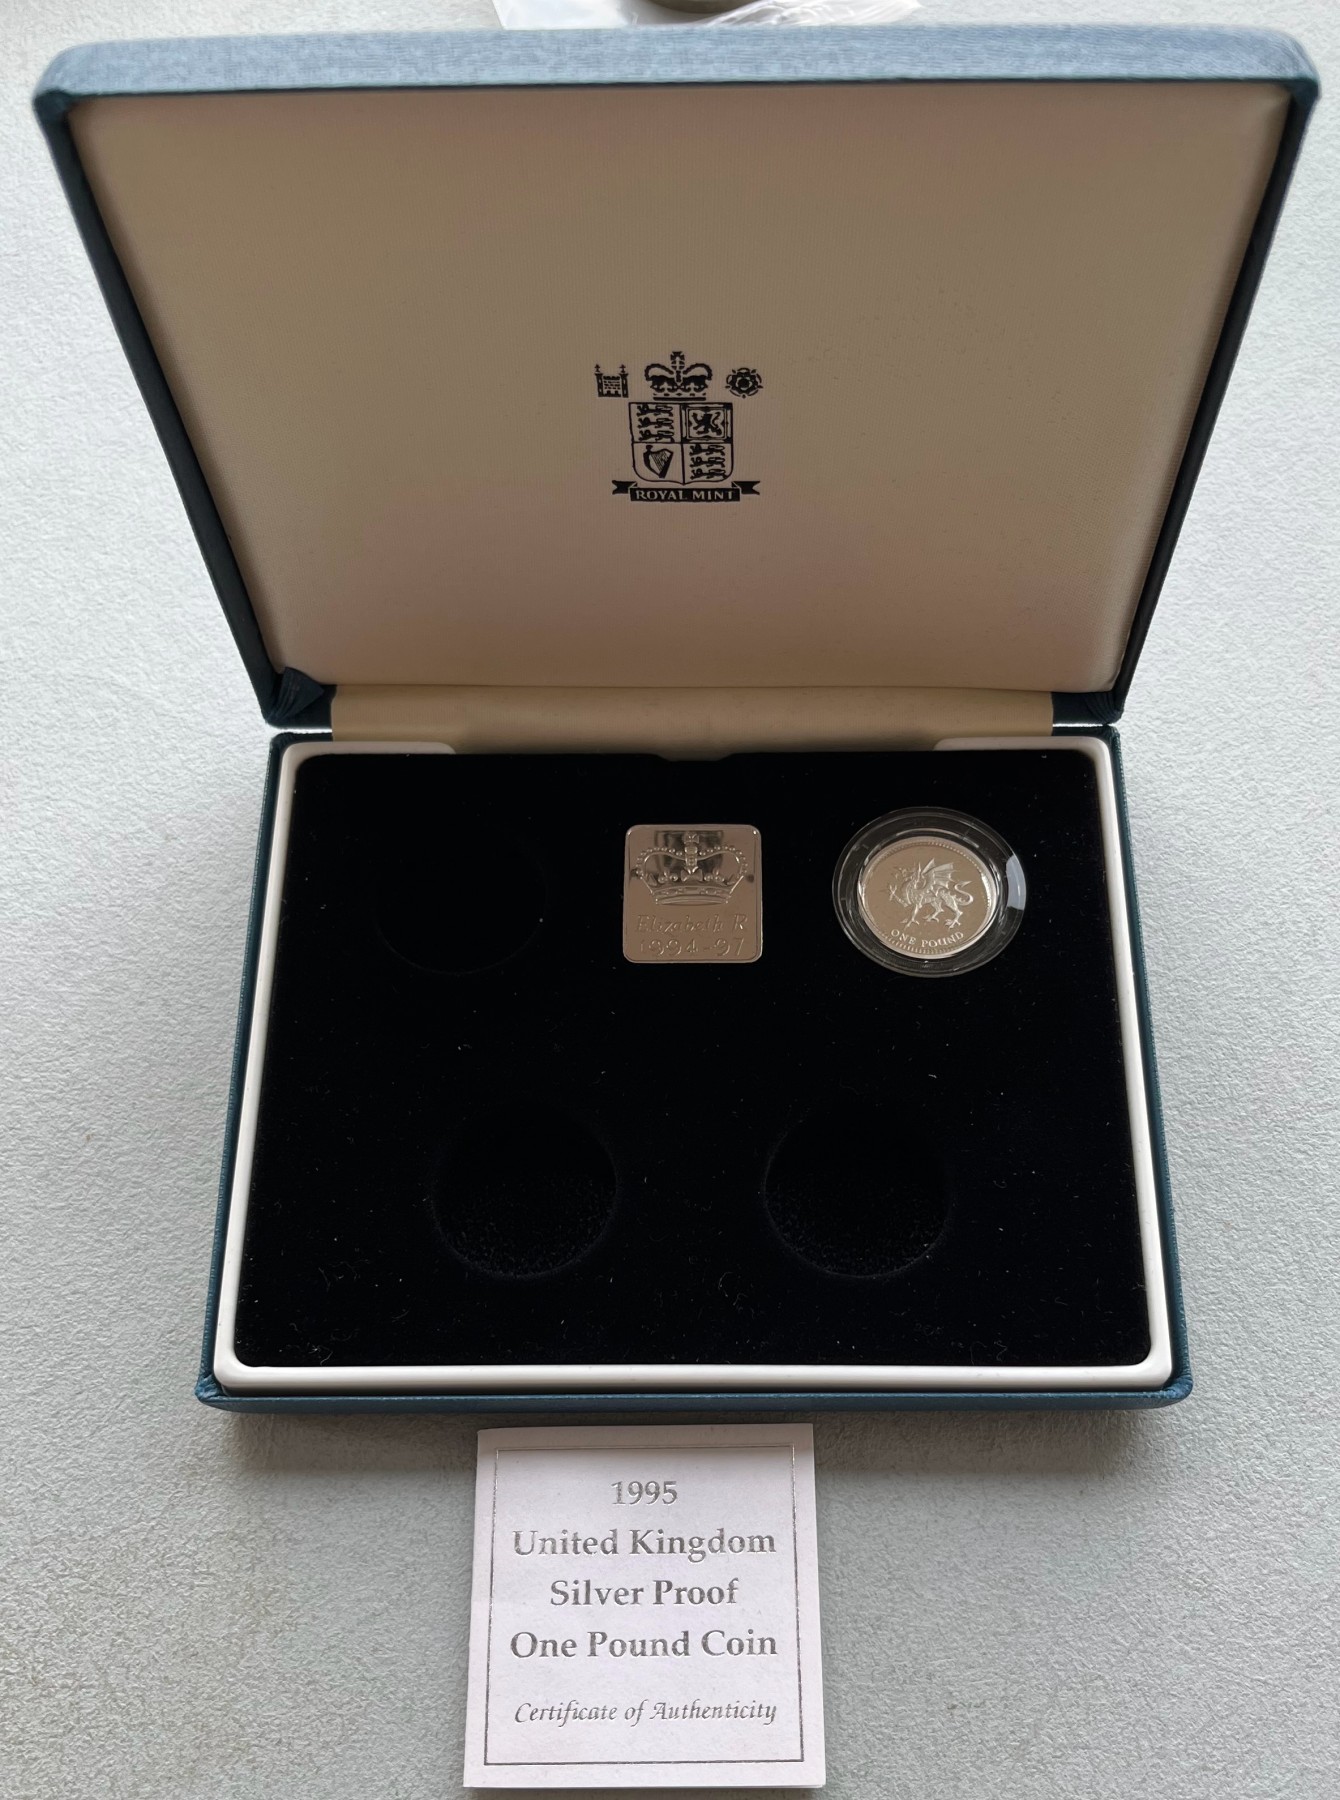 ROYAL MINT
Elizabeth R
1994-97
ONE POUND
1995
United Kingdom
Silver Proof
One Pound Coin
Certificate of Authenticity